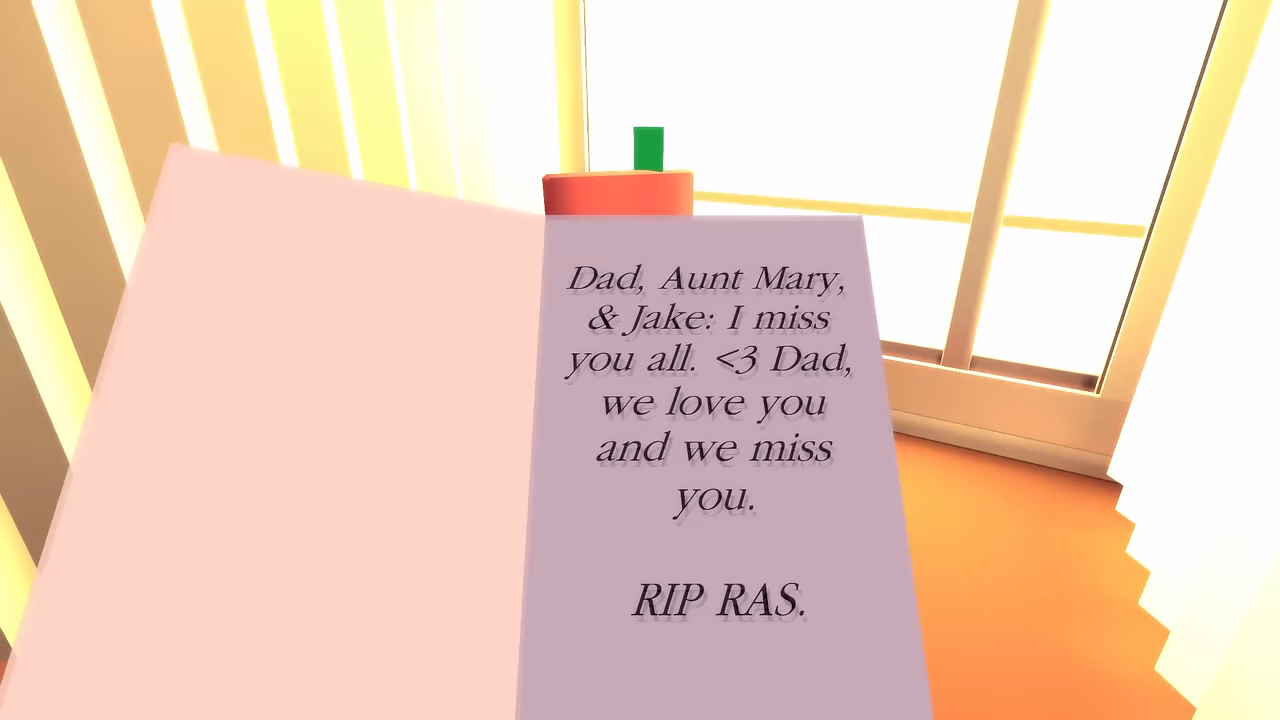 Dad, Aunt Mary,
& Jake: I miss
you all. <3 Dad,
we love you
and we miss
you.
RIP RAS.